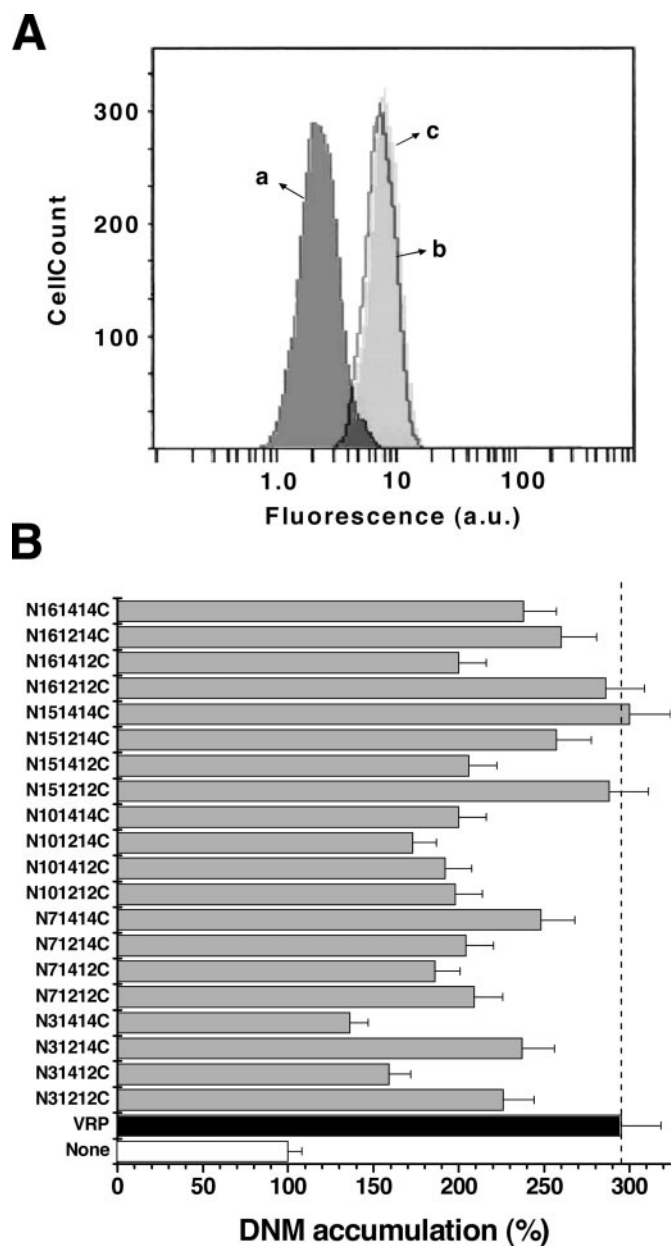 A
300
200
100
CellCount
a
c
b
1.0 10 100
Fluorescence (a.u.)
B
N161414C
N161214C
N161412C
N161212C
N151414C
N151214C
N151412C
N151212C
N101414C
N101214C
N101412C
N101212C
N71414C
N71214C
N71412C
N71212C
N31414C
N31214C
N31412C
N31212C
VRP
None
0 50 100 150 200 250 300
DNM accumulation (%)